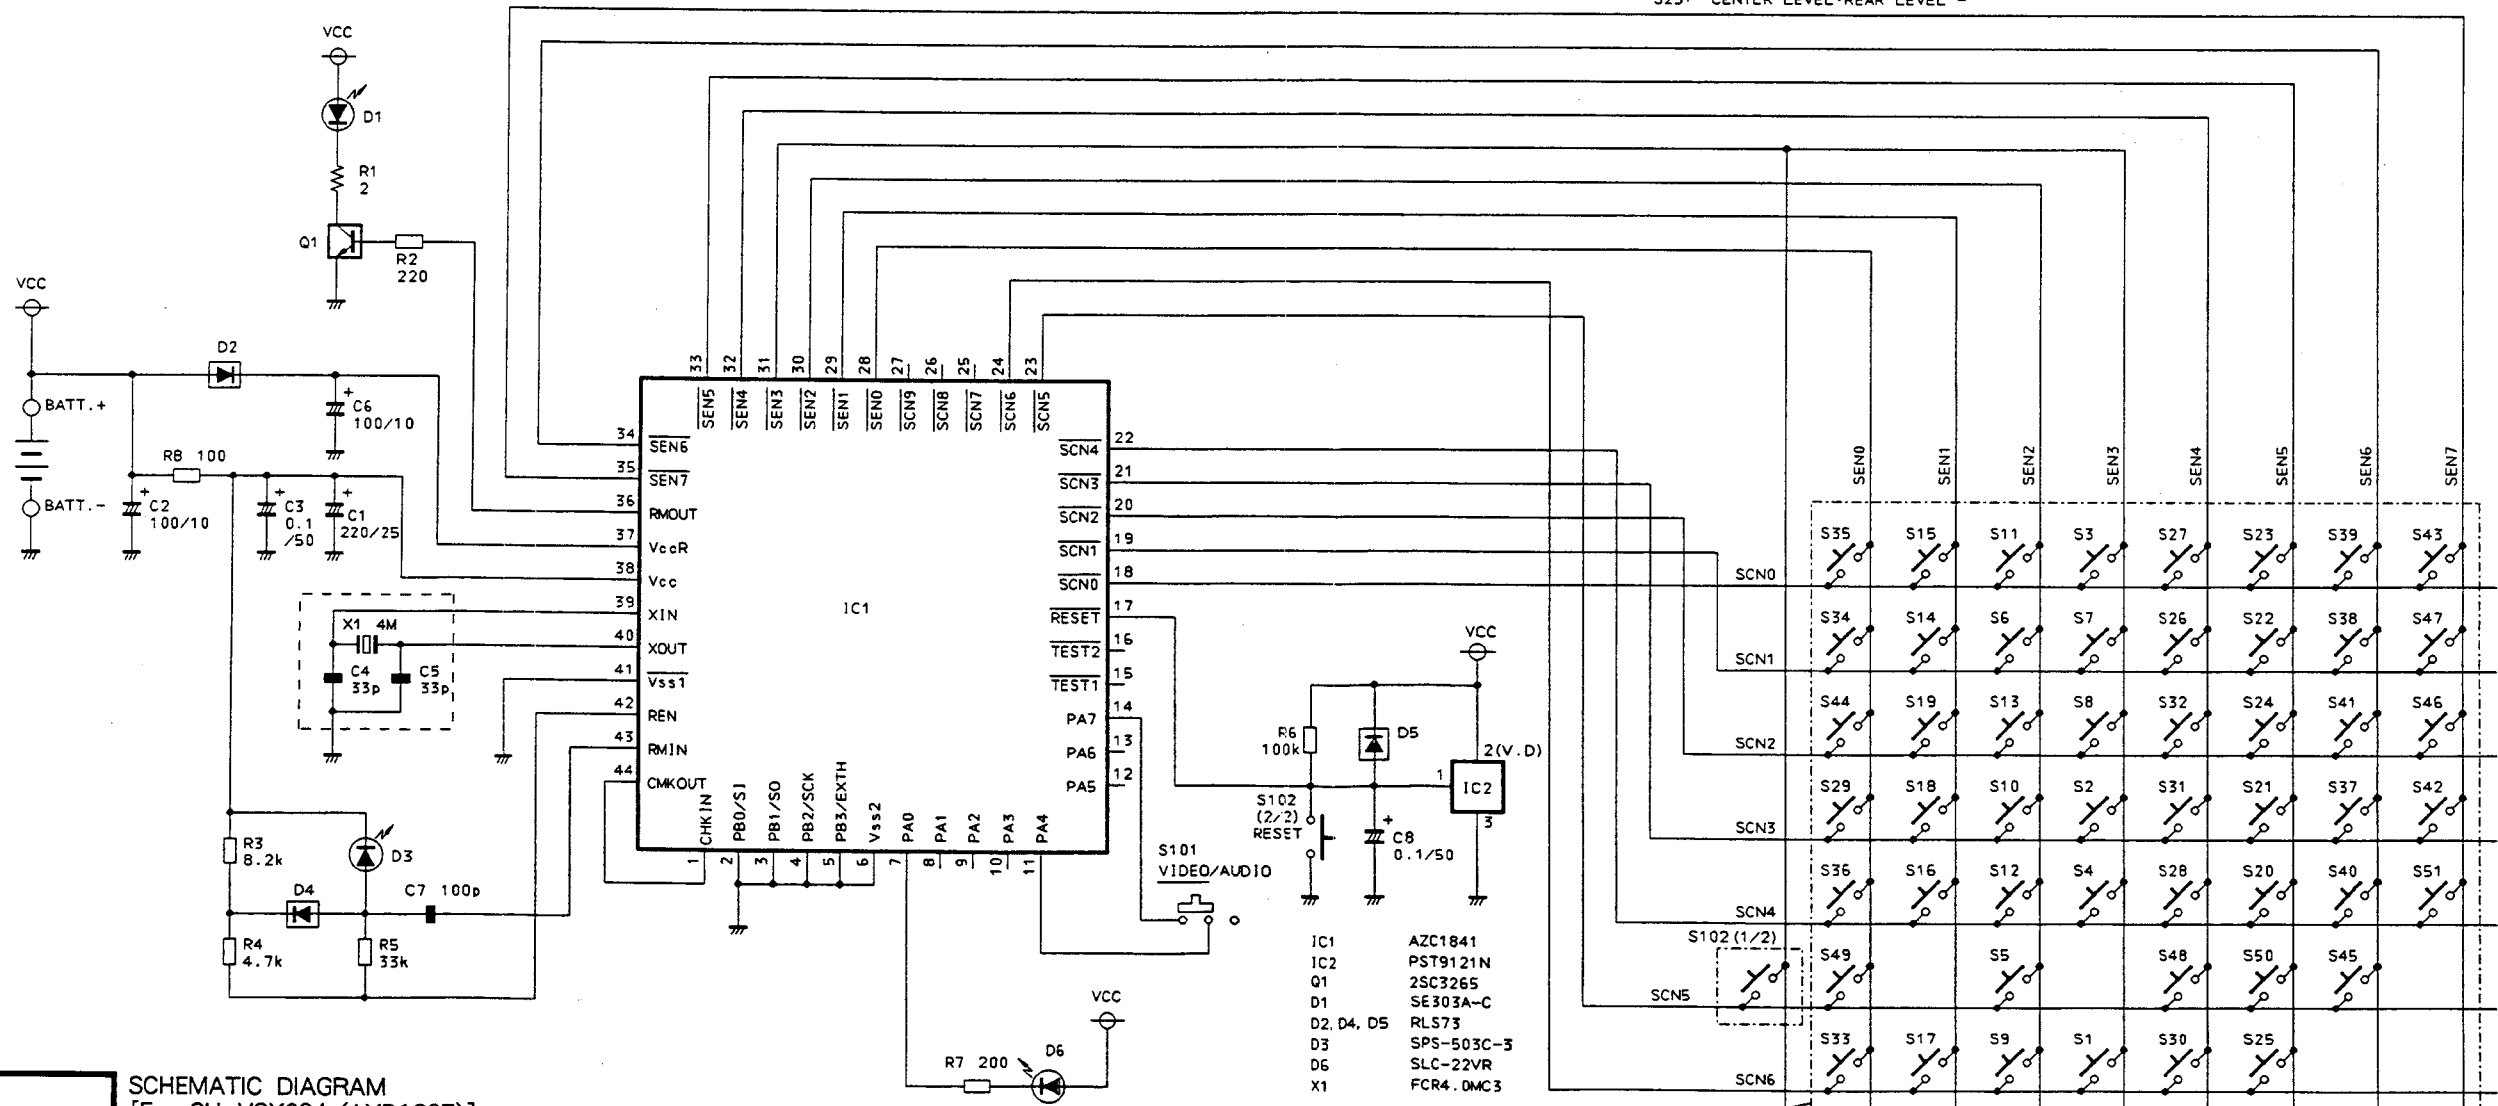 CENTER LEVEL·REAR LEVEL −
VCC
D1
R1
2
Q1
R2
220
VCC
D2
BATT.+
C6
100/10
R8 100
BATT.-
C2
100/10
C3
0.1
/50
C1
220/25
33 32 31 30 29 28 27 26 25 24 23
SEN5 SEN4 SEN3 SEN2 SEN1 SEN0 SCN9 SCN8 SCN7 SCN6 SCN5
34 SEN6
35 SEN7
36 RMOUT
37 VccR
38 Vcc
39 XIN
40 XOUT
41 Vss1
42 REN
43 RMIN
44 CMKOUT
IC1
22 SCN4
21 SCN3
20 SCN2
19 SCN1
18 SCN0
17 RESET
16 TEST2
15 TEST1
14 PA7
13 PA6
12 PA5
CHKIN PB0/SI PB1/SO PB2/SCK PB3/EXTH Vss2 PA0 PA1 PA2 PA3 PA4
1 2 3 4 5 6 7 8 9 10 11
X1 4M
C4
33p
C5
33p
R3
8.2k
D3
D4
C7 100p
R4
4.7k
R5
33k
VCC
R6
100k
D5
2(V.D)
1
IC2
3
S102
(2/2)
RESET
C8
0.1/50
S101
VIDEO/AUDIO
VCC
R7 200
D6
IC1 AZC1841
IC2 PST9121N
Q1 2SC3265
D1 SE303A-C
D2, D4, D5 RLS73
D3 SPS-503C-3
D6 SLC-22VR
X1 FCR4.0MC3
SEN0 SEN1 SEN2 SEN3 SEN4 SEN5 SEN6 SEN7
S35 S15 S11 S3 S27 S23 S39 S43
SCN0
S34 S14 S6 S7 S26 S22 S38 S47
SCN1
S44 S19 S13 S8 S32 S24 S41 S46
SCN2
S29 S18 S10 S2 S31 S21 S37 S42
SCN3
S36 S16 S12 S4 S28 S20 S40 S51
SCN4
S102(1/2)
S49 S5 S48 S50 S45
SCN5
S33 S17 S9 S1 S30 S25
SCN6
SCHEMATIC DIAGRAM